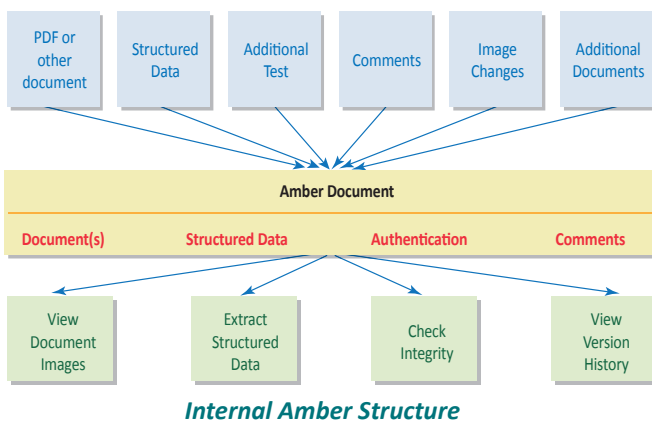 PDF or
other
document
Structured
Data
Additional
Test
Comments
Image
Changes
Additional
Documents
Amber Document
Document(s) Structured Data Authentication Comments
View
Document
Images
Extract
Structured
Data
Check
Integrity
View
Version
History
Internal Amber Structure